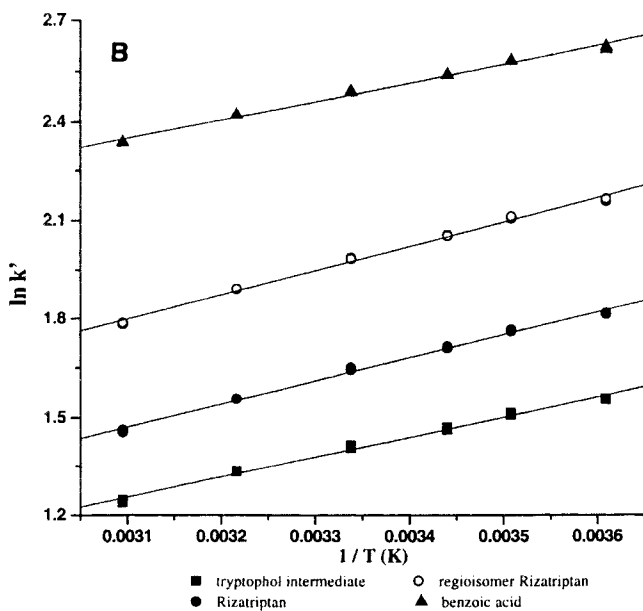 B
2.7
2.4
2.1
1.8
1.5
1.2
ln k'
0.0031 0.0032 0.0033 0.0034 0.0035 0.0036
1 / T (K)
tryptophol intermediate regioisomer Rizatriptan
Rizatriptan benzoic acid